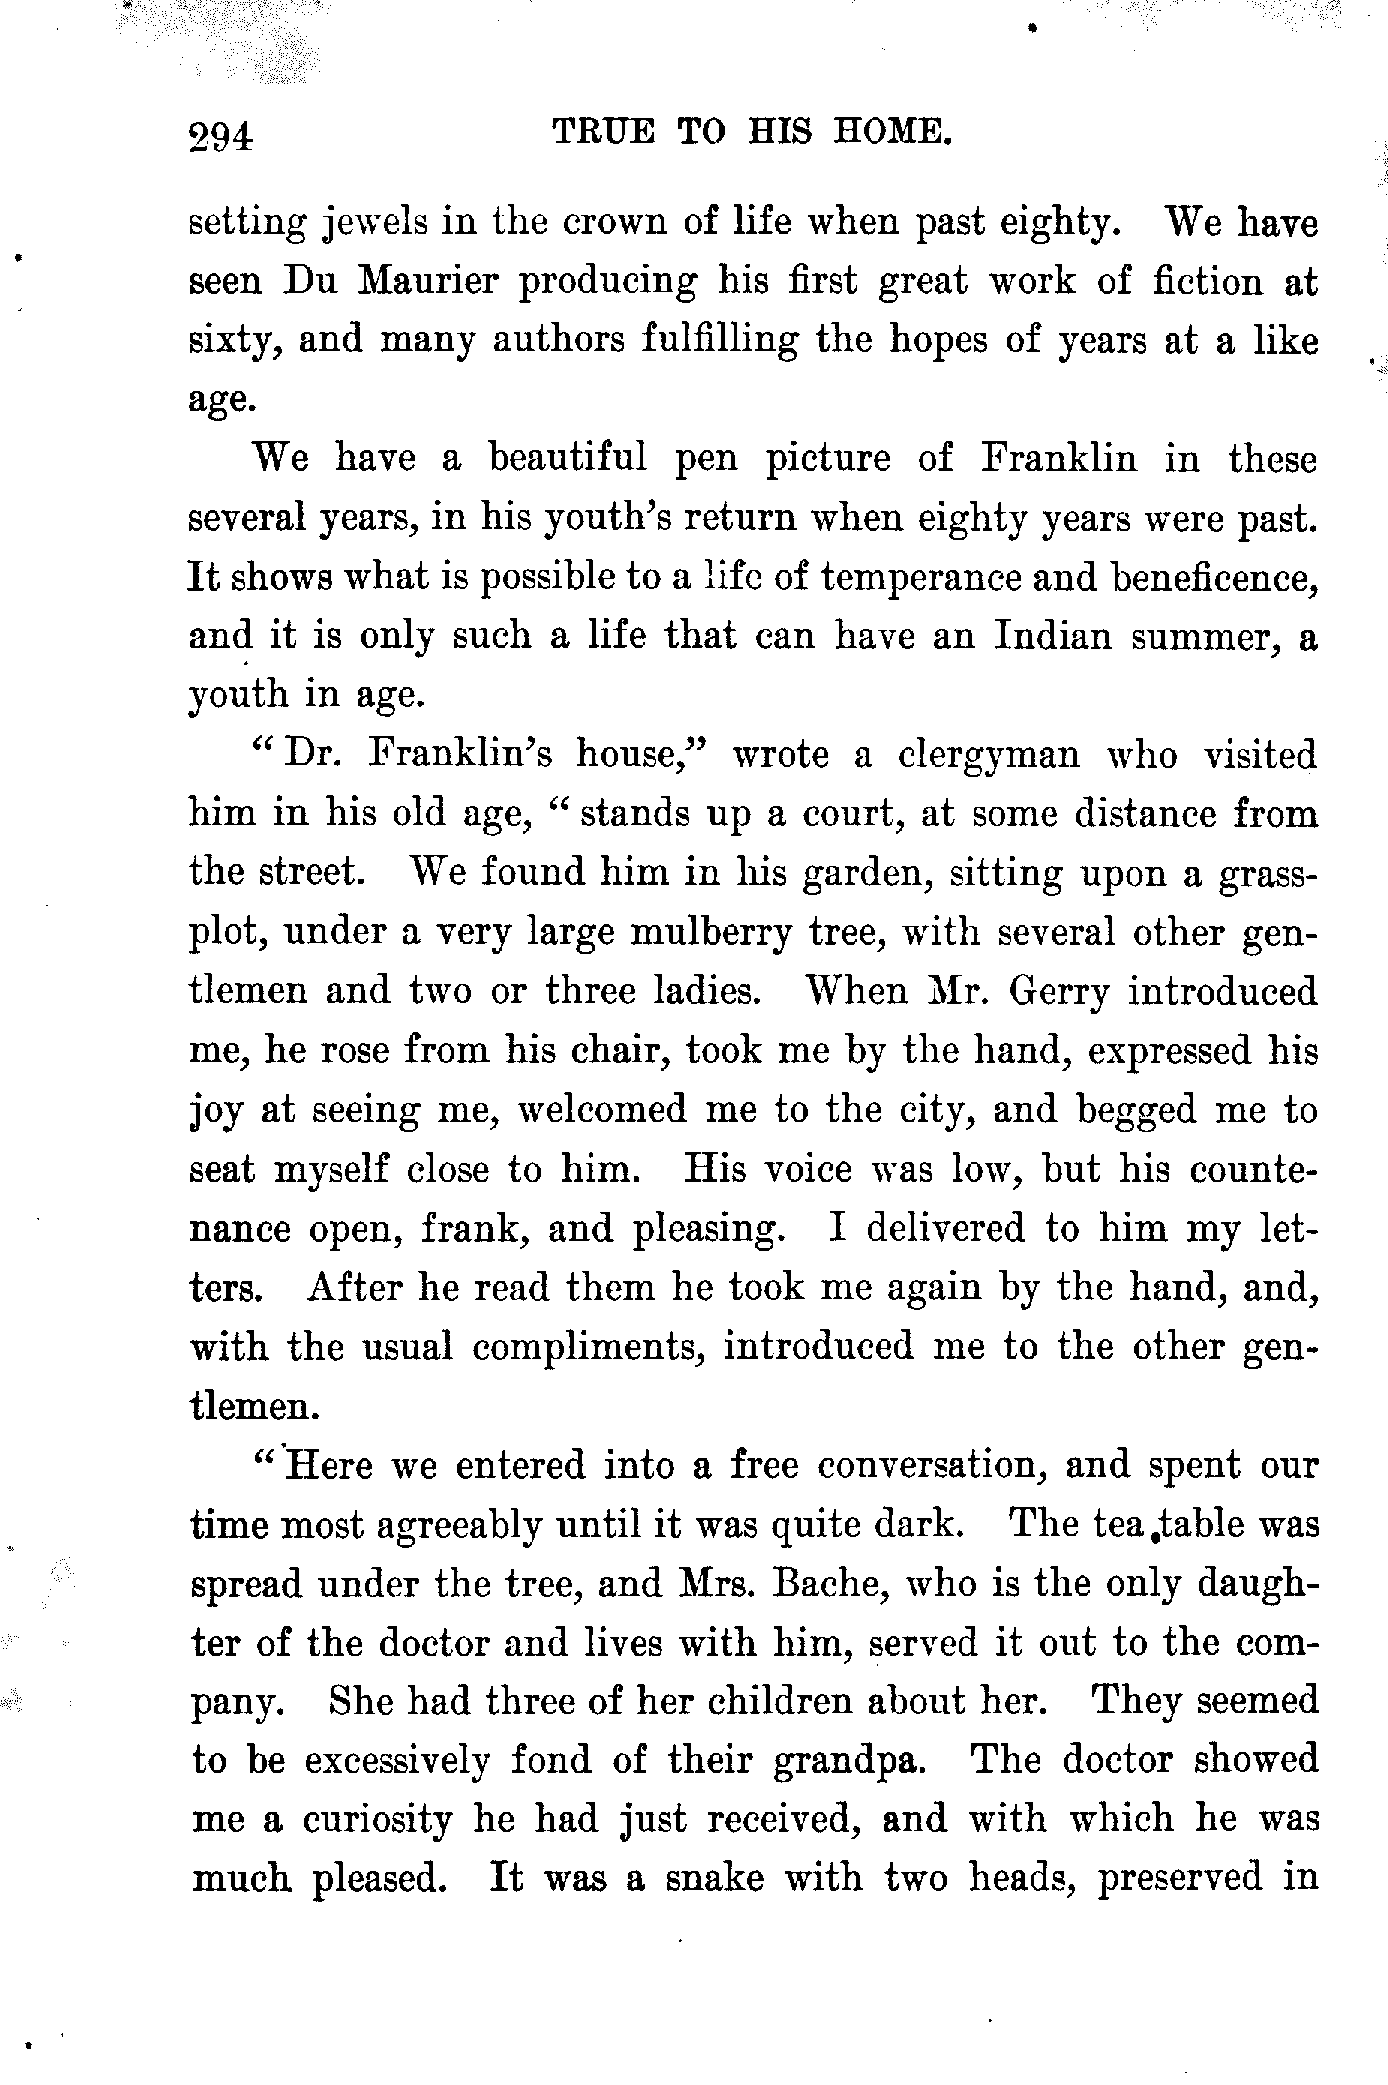 294 TRUE TO HIS HOME.
setting jewels in the crown of life when past eighty. We have
seen Du Maurier producing his first great work of fiction at
sixty, and many authors fulfilling the hopes of years at a like
age.
We have a beautiful pen picture of Franklin in these
several years, in his youth's return when eighty years were past.
It shows what is possible to a life of temperance and beneficence,
and it is only such a life that can have an Indian summer, a
youth in age.
“ Dr. Franklin's house,” wrote a clergyman who visited
him in his old age, “ stands up a court, at some distance from
the street. We found him in his garden, sitting upon a grass-
plot, under a very large mulberry tree, with several other gen-
tlemen and two or three ladies. When Mr. Gerry introduced
me, he rose from his chair, took me by the hand, expressed his
joy at seeing me, welcomed me to the city, and begged me to
seat myself close to him. His voice was low, but his counte-
nance open, frank, and pleasing. I delivered to him my let-
ters. After he read them he took me again by the hand, and,
with the usual compliments, introduced me to the other gen-
tlemen.
“ Here we entered into a free conversation, and spent our
time most agreeably until it was quite dark. The tea table was
spread under the tree, and Mrs. Bache, who is the only daugh-
ter of the doctor and lives with him, served it out to the com-
pany. She had three of her children about her. They seemed
to be excessively fond of their grandpa. The doctor showed
me a curiosity he had just received, and with which he was
much pleased. It was a snake with two heads, preserved in